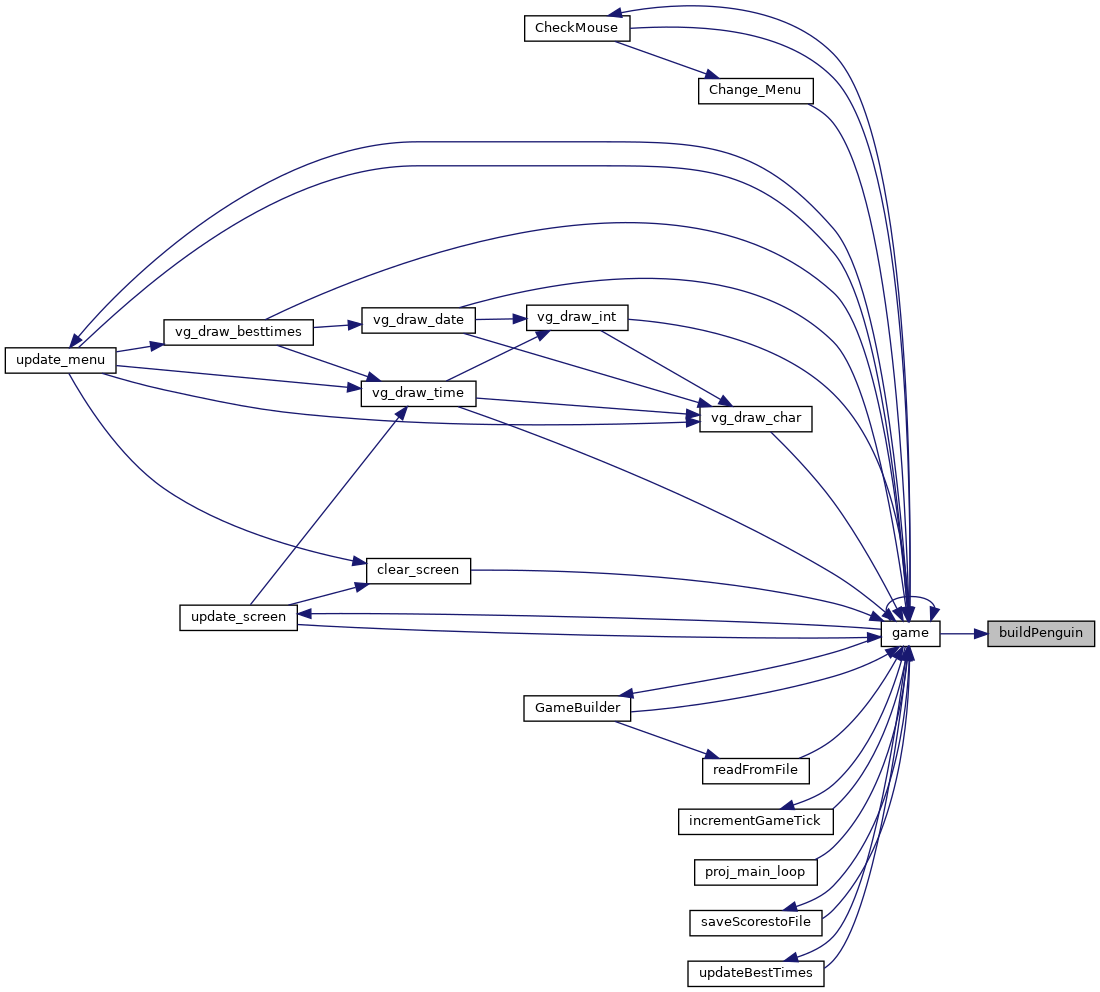 CheckMouse
Change_Menu
vg_draw_int
vg_draw_date
vg_draw_besttimes
update_menu
vg_draw_time
vg_draw_char
clear_screen
update_screen
game
buildPenguin
GameBuilder
readFromFile
incrementGameTick
proj_main_loop
saveScorestoFile
updateBestTimes